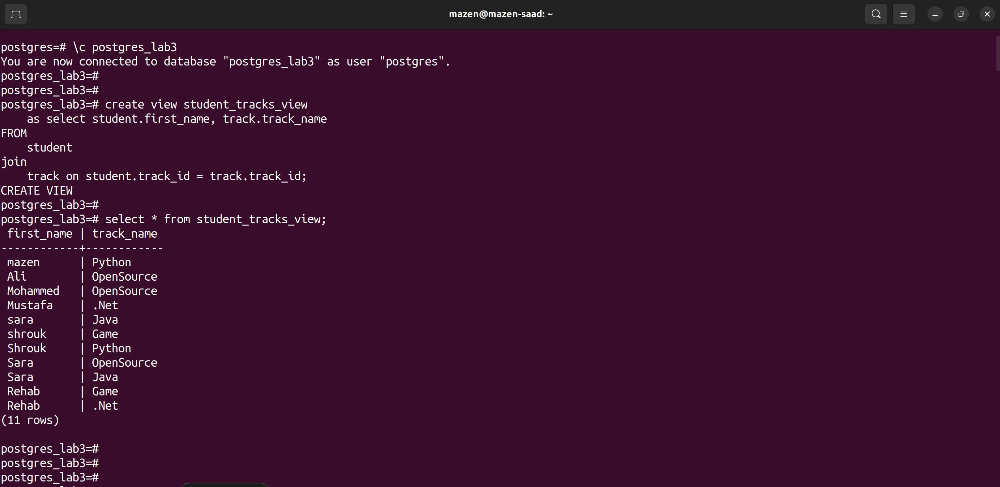 mazen@mazen-saad: ~
postgres=# \c postgres_lab3
You are now connected to database "postgres_lab3" as user "postgres".
postgres_lab3=#
postgres_lab3=#
postgres_lab3=# create view student_tracks_view
    as select student.first_name, track.track_name
FROM
    student
join
    track on student.track_id = track.track_id;
CREATE VIEW
postgres_lab3=#
postgres_lab3=# select * from student_tracks_view;
 first_name | track_name
------------+------------
 mazen      | Python
 Ali        | OpenSource
 Mohammed   | OpenSource
 Mustafa    | .Net
 sara       | Java
 shrouk     | Game
 Shrouk     | Python
 Sara       | OpenSource
 Sara       | Java
 Rehab      | Game
 Rehab      | .Net
(11 rows)
postgres_lab3=#
postgres_lab3=#
postgres_lab3=#